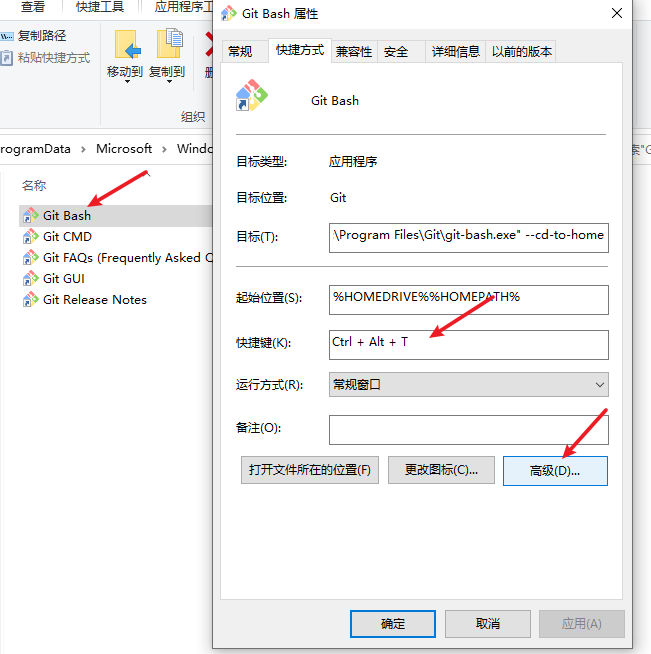 查看
快捷工具
应用程序工
复制路径
粘贴快捷方式
移动到
复制到
组织
rogramData
Microsoft
Windo
名称
Git Bash
Git CMD
Git FAQs (Frequently Asked Q
Git GUI
Git Release Notes
Git Bash 属性
常规
快捷方式
兼容性
安全
详细信息
以前的版本
Git Bash
目标类型:
应用程序
目标位置:
Git
目标(T):
:\Program Files\Git\git-bash.exe" --cd-to-home
起始位置(S):
%HOMEDRIVE%%HOMEPATH%
快捷键(K):
Ctrl + Alt + T
运行方式(R):
常规窗口
备注(O):
打开文件所在的位置(F)
更改图标(C)...
高级(D)...
确定
取消
应用(A)